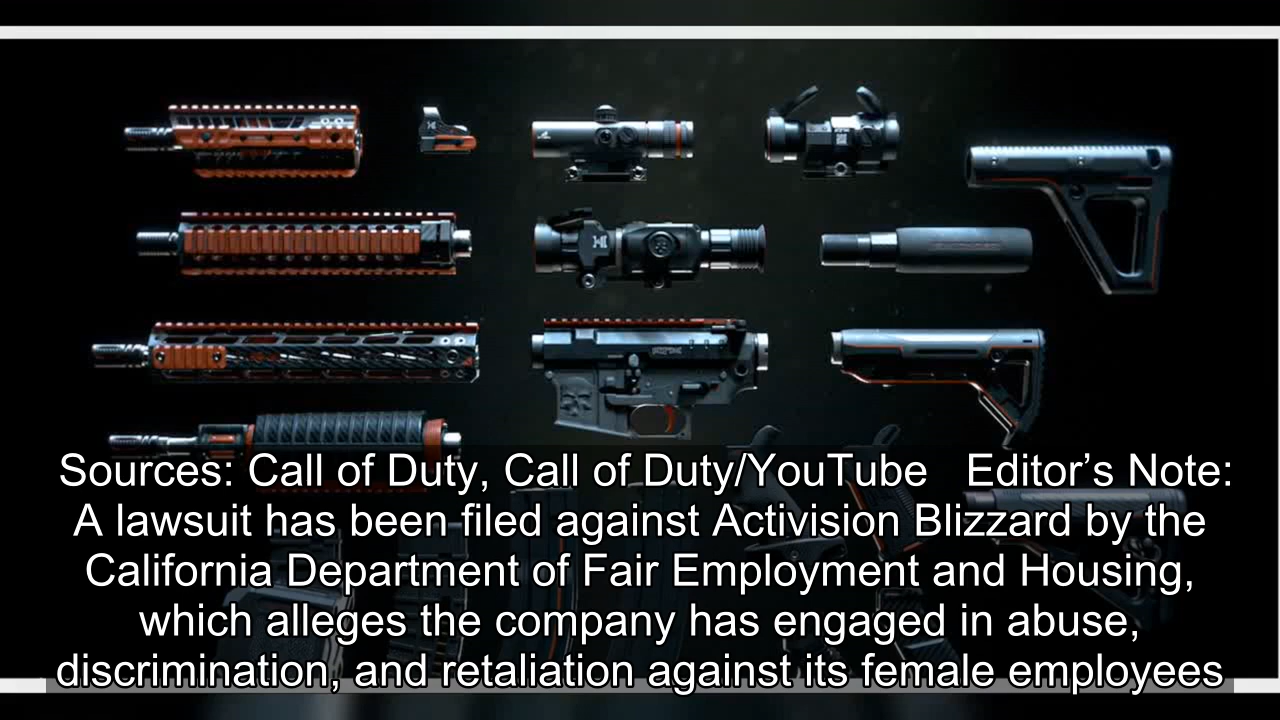 Sources: Call of Duty, Call of Duty/YouTube   Editor’s Note:
A lawsuit has been filed against Activision Blizzard by the
California Department of Fair Employment and Housing,
which alleges the company has engaged in abuse,
discrimination, and retaliation against its female employees